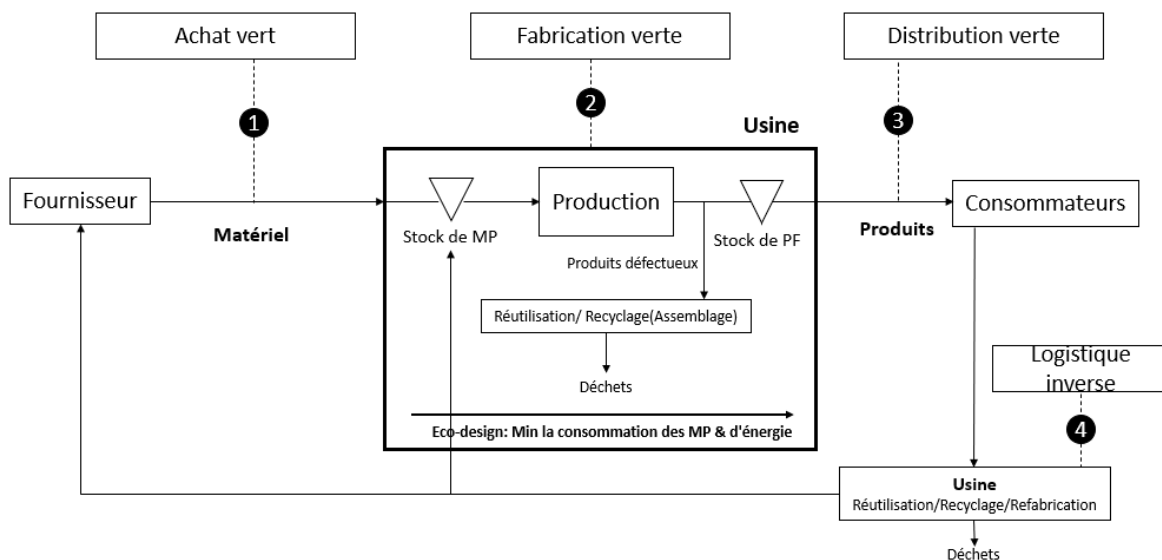 Achat vert
Fabrication verte
Distribution verte
1
2
3
Usine
Fournisseur
Production
Consommateurs
Matériel
Stock de MP
Stock de PF
Produits
Produits défectueux
Réutilisation/ Recyclage(Assemblage)
Déchets
Logistique
inverse
Eco-design: Min la consommation des MP & d'énergie
4
Usine
Réutilisation/Recyclage/Refabrication
Déchets